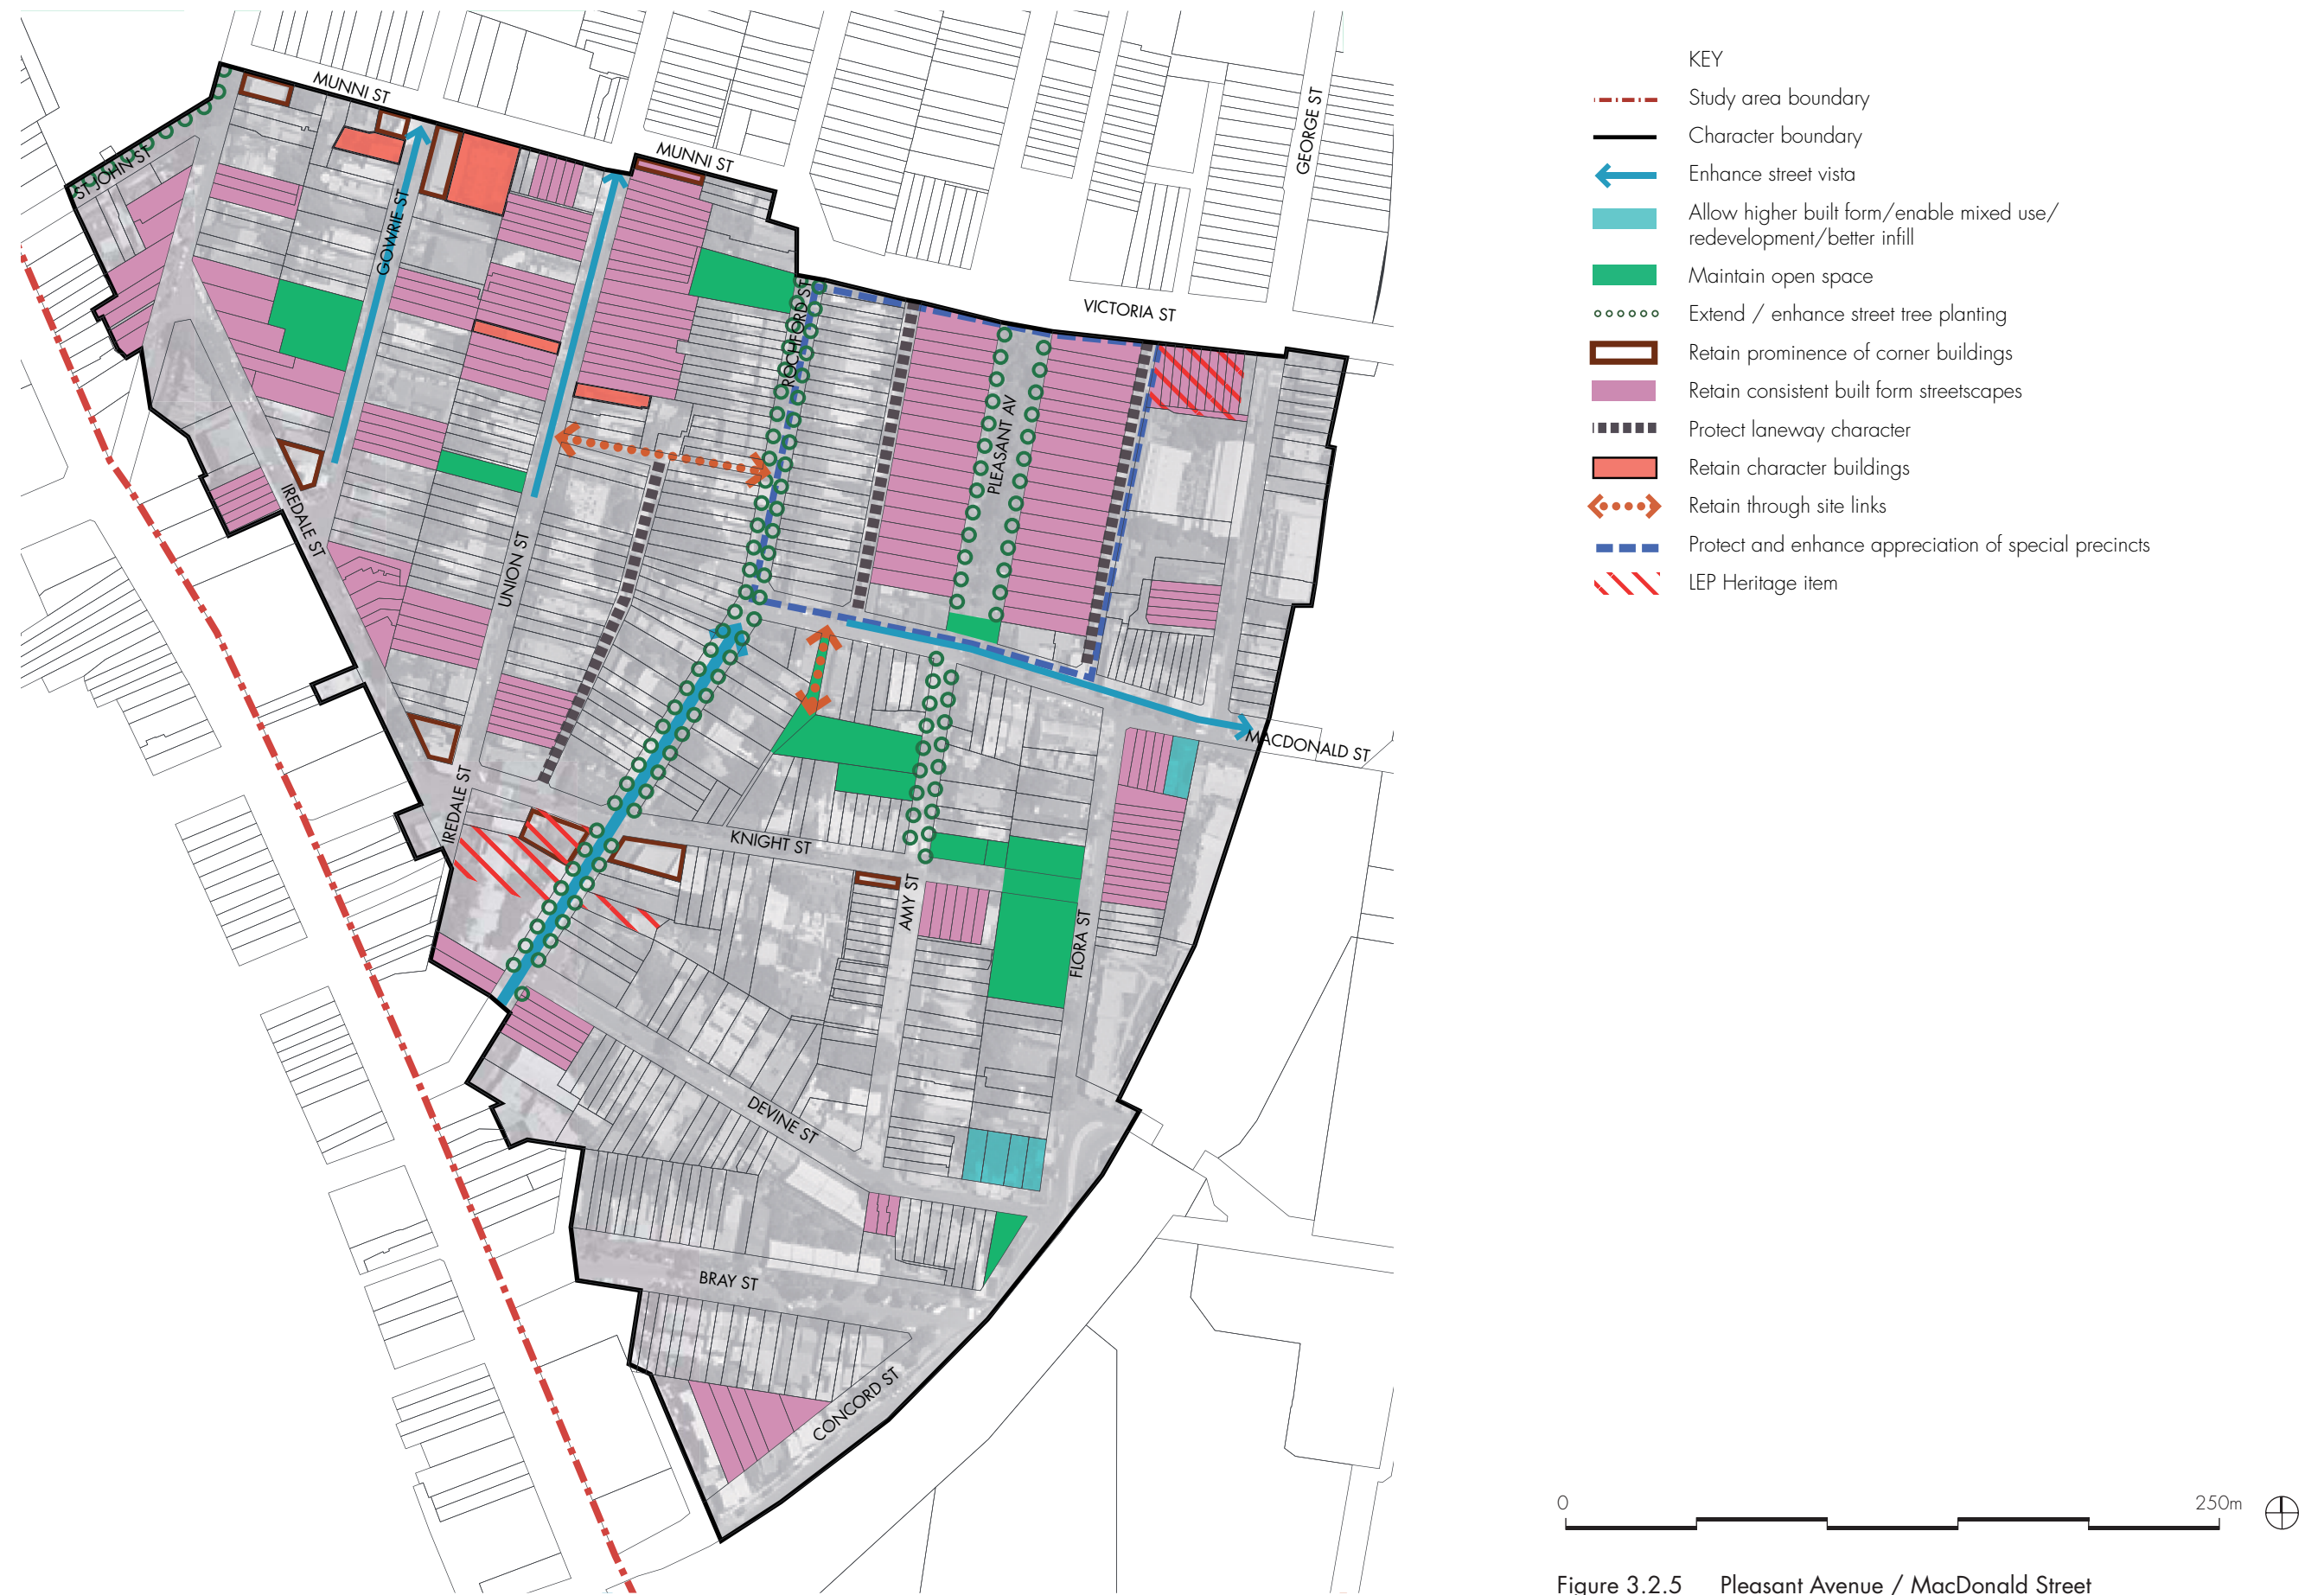 MUNNI ST
ST JOHN ST
GOWRIE ST
MUNNI ST
GEORGE ST
VICTORIA ST
ROCHFORD ST
PLEASANT AV
IREDALE ST
UNION ST
MACDONALD ST
IREDALE ST
KNIGHT ST
AMY ST
FLORA ST
DEVINE ST
BRAY ST
CONCORD ST
KEY
Study area boundary
Character boundary
Enhance street vista
Allow higher built form/enable mixed use/
redevelopment/better infill
Maintain open space
Extend / enhance street tree planting
Retain prominence of corner buildings
Retain consistent built form streetscapes
Protect laneway character
Retain character buildings
Retain through site links
Protect and enhance appreciation of special precincts
LEP Heritage item
0 250m
Figure 3.2.5 Pleasant Avenue / MacDonald Street